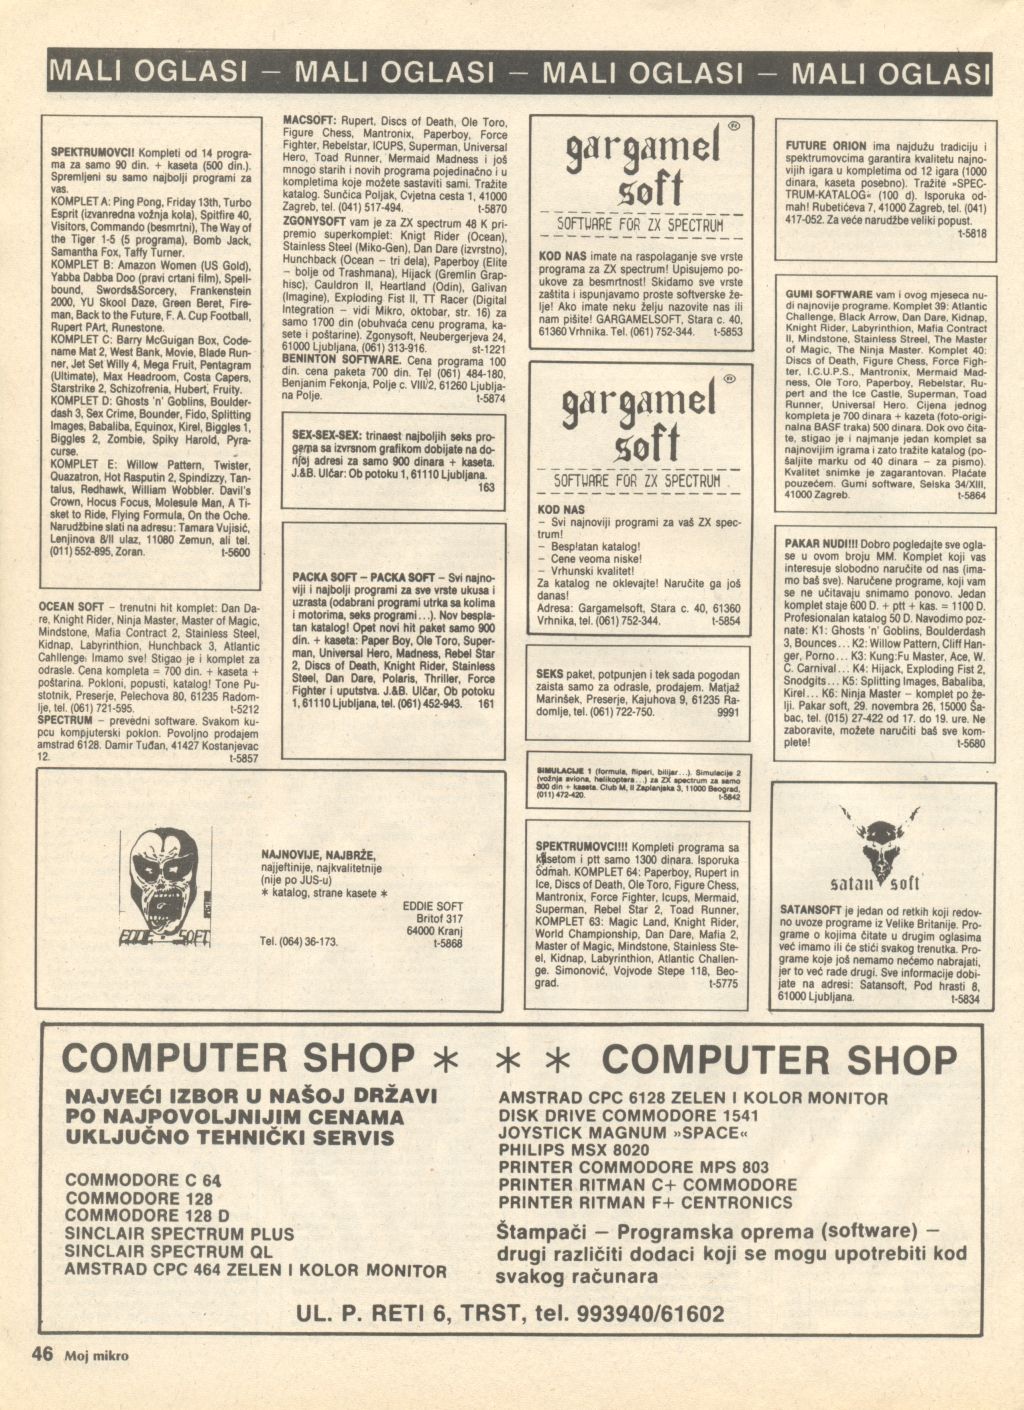 MALI OGLASI – MALI OGLASI – MALI OGLASI – MALI OGLASI
SPEKTRUMOVCI! Kompleti od 14 progra-
ma za samo 90 din. + kaseta (500 din.).
Spremljeni su samo najbolji programi za
vas.
KOMPLET A: Ping Pong, Friday 13th, Turbo
Esprit (izvanredna vožnja kola), Spitfire 40,
Visitors, Commando (besmrtni), The Way of
the Tiger 1-5 (5 programa), Bomb Jack,
Samantha Fox, Taffy Turner.
KOMPLET B: Amazon Women (US Gold),
Yabba Dabba Doo (pravi crtani film), Spell-
bound, Swords&Sorcery, Frankenstein
2000, YU Skool Daze, Green Beret, Fire-
man, Back to the Future, F. A. Cup Football,
Rupert PArt, Runestone.
KOMPLET C: Barry McGuigan Box, Code-
name Mat 2, West Bank, Movie, Blade Run-
ner, Jet Set Willy 4, Mega Fruit, Pentagram
(Ultimate), Max Headroom, Costa Capers,
Starstrike 2, Schizofrenia, Hubert, Fruity.
KOMPLET D: Ghosts 'n' Goblins, Boulder-
dash 3, Sex Crime, Bounder, Fido, Splitting
Images, Babaliba, Equinox, Kirel, Biggles 1,
Biggles 2, Zombie, Spiky Harold, Pyra-
curse.
KOMPLET E: Willow Pattern, Twister,
Quazatron, Hot Rasputin 2, Spindizzy, Tan-
talus, Redhawk, William Wobbler. Davil's
Crown, Hocus Focus, Molesule Man, A Ti-
sket to Ride, Flying Formula, On the Oche.
Narudžbine slati na adresu: Tamara Vujisić,
Lenjinova 8/II ulaz, 11080 Zemun, ali tel.
(011) 552-895, Zoran. t-5600
OCEAN SOFT – trenutni hit komplet: Dan Da-
re, Knight Rider, Ninja Master, Master of Magic,
Mindstone, Mafia Contract 2, Stainless Steel,
Kidnap, Labyrinthion, Hunchback 3, Atlantic
Cahllenge. Imamo sve! Stigao je i komplet za
odrasle. Cena kompleta = 700 din. + kaseta +
poštarina. Pokloni, popusti, katalog! Tone Pu-
stotnik, Preserje, Pelechova 80, 61235 Radom-
lje, tel. (061) 721-595. t-5212
SPECTRUM – prevedni software. Svakom ku-
pcu kompjuterski poklon. Povoljno prodajem
amstrad 6128. Damir Tuđan, 41427 Kostanjevac
12. t-5857
MACSOFT: Rupert, Discs of Death, Ole Toro,
Figure Chess, Mantronix, Paperboy, Force
Fighter, Rebelstar, ICUPS, Superman, Universal
Hero, Toad Runner, Mermaid Madness i još
mnogo starih i novih programa pojedinačno i u
kompletima koje možete sastaviti sami. Tražite
katalog. Sunčica Poljak, Cvjetna cesta 1, 41000
Zagreb, tel. (041) 517-494. t-5870
ZGONYSOFT vam je za ZX spectrum 48 K pri-
premio superkomplet: Knigt Rider (Ocean),
Stainless Steel (Miko-Gen), Dan Dare (izvrstno),
Hunchback (Ocean – tri dela), Paperboy (Elite
– bolje od Trashmana), Hijack (Gremlin Grap-
hisc), Cauldron II, Heartland (Odin), Galivan
(Imagine), Exploding Fist II, TT Racer (Digital
Integration – vidi Mikro, oktobar, str. 16) za
samo 1700 din (obuhvaća cenu programa, ka-
sete i poštarine). Zgonysoft, Neubergerjeva 24,
61000 Ljubljana, (061) 313-916. st-1221
BENINTON SOFTWARE. Cena programa 100
din. cena paketa 700 din. Tel (061) 484-180,
Benjanim Fekonja, Polje c. VIII/2, 61260 Ljublja-
na Polje. t-5874
SEX-SEX-SEX: trinaest najboljih seks pro-
gama sa izvrsnom grafikom dobijate na do-
njoj adresi za samo 900 dinara + kaseta.
J.&B. Ulčar: Ob potoku 1, 61110 Ljubljana.
163
PACKA SOFT – PACKA SOFT – Svi najno-
viji i najbolji programi za sve vrste ukusa i
uzrasta (odabrani programi utrka sa kolima
i motorima, seks programi...). Nov bespla-
tan katalog! Opet novi hit paket samo 900
din. + kaseta: Paper Boy, Ole Toro, Super-
man, Universal Hero, Madness, Rebel Star
2, Discs of Death, Knight Rider, Stainless
Steel, Dan Dare, Polaris, Thriller, Force
Fighter i uputstva. J.&B. Ulčar, Ob potoku
1, 61110 Ljubljana, tel. (061) 452-943. 161
gargamel ®
soft
SOFTWARE FOR ZX SPECTRUM
KOD NAS imate na raspolaganje sve vrste
programa za ZX spectrum! Upisujemo po-
ukove za besmrtnost! Skidamo sve vrste
zaštita i ispunjavamo proste softverske že-
lje! Ako imate neku želju nazovite nas ili
nam pišite! GARGAMELSOFT, Stara c. 40,
61360 Vrhnika. Tel. (061) 752-344. t-5853
gargamel ®
soft
SOFTWARE FOR ZX SPECTRUM
KOD NAS
– Svi najnoviji programi za vaš ZX spec-
trum!
– Besplatan katalog!
– Cene veoma niske!
– Vrhunski kvalitet!
Za katalog ne oklevajte! Naručite ga još
danas!
Adresa: Gargamelsoft, Stara c. 40, 61360
Vrhnika, tel. (061) 752-344. t-5854
SEKS paket, potpunjen i tek sada pogodan
zaista samo za odrasle, prodajem. Matjaž
Marinšek, Preserje, Kajuhova 9, 61235 Ra-
domlje, tel. (061) 722-750. 9991
SIMULACIJE 1 (formula, fliperi, bilijar...). Simulacije 2
(vožnja aviona, helikoptera...) za ZX spectrum za samo
800 din + kaseta. Club M, II Zaplanjska 3, 11000 Beograd,
(011) 472-420. t-5842
SPEKTRUMOVCI!!! Kompleti programa sa
kasetom i ptt samo 1300 dinara. Isporuka
odmah. KOMPLET 64: Paperboy, Rupert in
Ice, Discs of Death, Ole Toro, Figure Chess,
Mantronix, Force Fighter, Icups, Mermaid,
Superman, Rebel Star 2, Toad Runner,
KOMPLET 63: Magic Land, Knight Rider,
World Championship, Dan Dare, Mafia 2,
Master of Magic, Mindstone, Stainless Ste-
el, Kidnap, Labyrinthion, Atlantic Challen-
ge. Simonović, Vojvode Stepe 118, Beo-
grad. t-5775
FUTURE ORION ima najdužu tradiciju i
spektrumovcima garantira kvalitetu najno-
vijih igara u kompletima od 12 igara (1000
dinara, kaseta posebno). Tražite »SPEC-
TRUM-KATALOG« (100 d). Isporuka od-
mah! Rubetićeva 7, 41000 Zagreb, tel. (041)
417-052. Za veće narudžbe veliki popust.
t-5818
GUMI SOFTWARE vam i ovog mjeseca nu-
di najnovije programe. Komplet 39: Atlantic
Challenge, Black Arrow, Dan Dare, Kidnap,
Knight Rider, Labyrinthion, Mafia Contract
II, Mindstone, Stainless Streel, The Master
of Magic, The Ninja Master. Komplet 40:
Discs of Death, Figure Chess, Force Figh-
ter, I.C.U.P.S., Mantronix, Mermaid Mad-
ness, Ole Toro, Paperboy, Rebelstar, Ru-
pert and the Ice Castle, Superman, Toad
Runner, Universal Hero. Cijena jednog
kompleta je 700 dinara + kazeta (foto-origi-
nalna BASF traka) 500 dinara. Dok ovo čita-
te, stigao je i najmanje jedan komplet sa
najnovijim igrama i zato tražite katalog (po-
šaljite marku od 40 dinara – za pismo).
Kvalitet snimke je zagarantovan. Plaćate
pouzećem. Gumi software, Selska 34/XIII,
41000 Zagreb. t-5864
PAKAR NUDI!!!! Dobro pogledajte sve ogla-
se u ovom broju MM. Komplet koji vas
interesuje slobodno naručite od nas (ima-
mo baš sve). Naručene programe, koji vam
se ne učitavaju snimamo ponovo. Jedan
komplet staje 600 D. + ptt + kas. = 1100 D.
Profesionalan katalog 50 D. Navodimo poz-
nate: K1: Ghosts 'n' Goblins, Boulderdash
3, Bounces... K2: Willow Pattern, Cliff Han-
ger, Porno... K3: Kung:Fu Master, Ace, W.
C. Carnival... K4: Hijack, Exploding Fist 2,
Snodgits... K5: Splitting Images, Babaliba,
Kirel... K6: Ninja Master – komplet po že-
lji. Pakar soft, 29. novembra 26, 15000 Ša-
bac, tel. (015) 27-422 od 17. do 19. ure. Ne
zaboravite, možete naručiti baš sve kom-
plete! t-5680
satan soft
SATANSOFT je jedan od retkih koji redov-
no uvoze programe iz Velike Britanije. Pro-
grame o kojima čitate u drugim oglasima
već imamo ili će stići svakog trenutka. Pro-
grame koje još nemamo nećemo nabrajati,
jer to već rade drugi. Sve informacije dobi-
jate na adresi: Satansoft, Pod hrasti 8,
61000 Ljubljana. t-5834
EDDIE SOFT
NAJNOVIJE, NAJBRŽE,
najjeftinije, najkvalitetnije
(nije po JUS-u)
* katalog, strane kasete *
EDDIE SOFT
Britof 317
64000 Kranj
Tel. (064) 36-173. t-5868
COMPUTER SHOP * * * COMPUTER SHOP
NAJVEĆI IZBOR U NAŠOJ DRŽAVI
PO NAJPOVOLJNIJIM CENAMA
UKLJUČNO TEHNIČKI SERVIS
COMMODORE C 64
COMMODORE 128
COMMODORE 128 D
SINCLAIR SPECTRUM PLUS
SINCLAIR SPECTRUM QL
AMSTRAD CPC 464 ZELEN I KOLOR MONITOR
AMSTRAD CPC 6128 ZELEN I KOLOR MONITOR
DISK DRIVE COMMODORE 1541
JOYSTICK MAGNUM »SPACE«
PHILIPS MSX 8020
PRINTER COMMODORE MPS 803
PRINTER RITMAN C+ COMMODORE
PRINTER RITMAN F+ CENTRONICS
Štampači – Programska oprema (software) –
drugi različiti dodaci koji se mogu upotrebiti kod
svakog računara
UL. P. RETI 6, TRST, tel. 993940/61602
46 Moj mikro